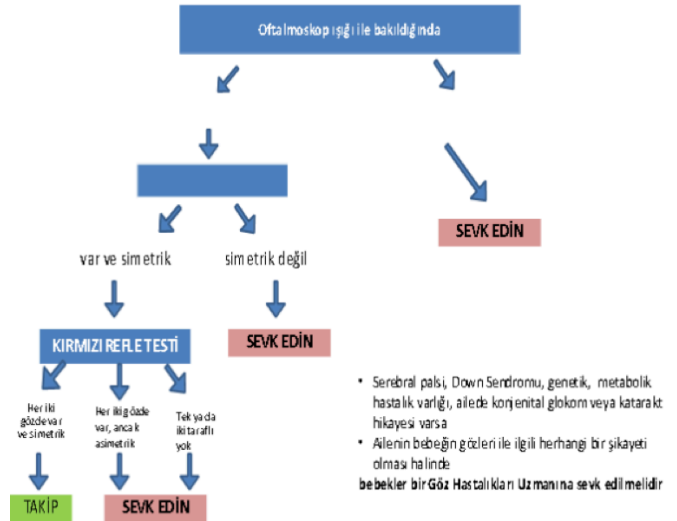 Oftalmoskop ışığı ile bakıldığında
SEVK EDİN
var ve simetrik
simetrik değil
KIRMIZI REFLE TESTİ
SEVK EDİN
Her iki
gözde var
ve simetrik
Her iki gözde
var, ancak
asimetrik
Tek ya da
iki taraflı
yok
TAKİP
SEVK EDİN
• Serebral palsi, Down Sendromu, genetik, metabolik
hastalık varlığı, ailede konjenital glokom veya katarakt
hikayesi varsa
• Ailenin bebeğin gözleri ile ilgili herhangi bir şikayeti
olması halinde
bebekler bir Göz Hastalıkları Uzmanına sevk edilmelidir